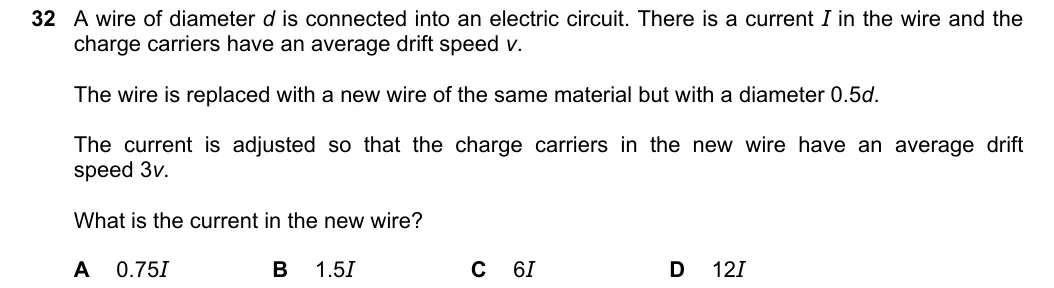 32 A wire of diameter d is connected into an electric circuit. There is a current I in the wire and the
charge carriers have an average drift speed v.
The wire is replaced with a new wire of the same material but with a diameter 0.5d.
The current is adjusted so that the charge carriers in the new wire have an average drift
speed 3v.
What is the current in the new wire?
A 0.75I B 1.5I C 6I D 12I